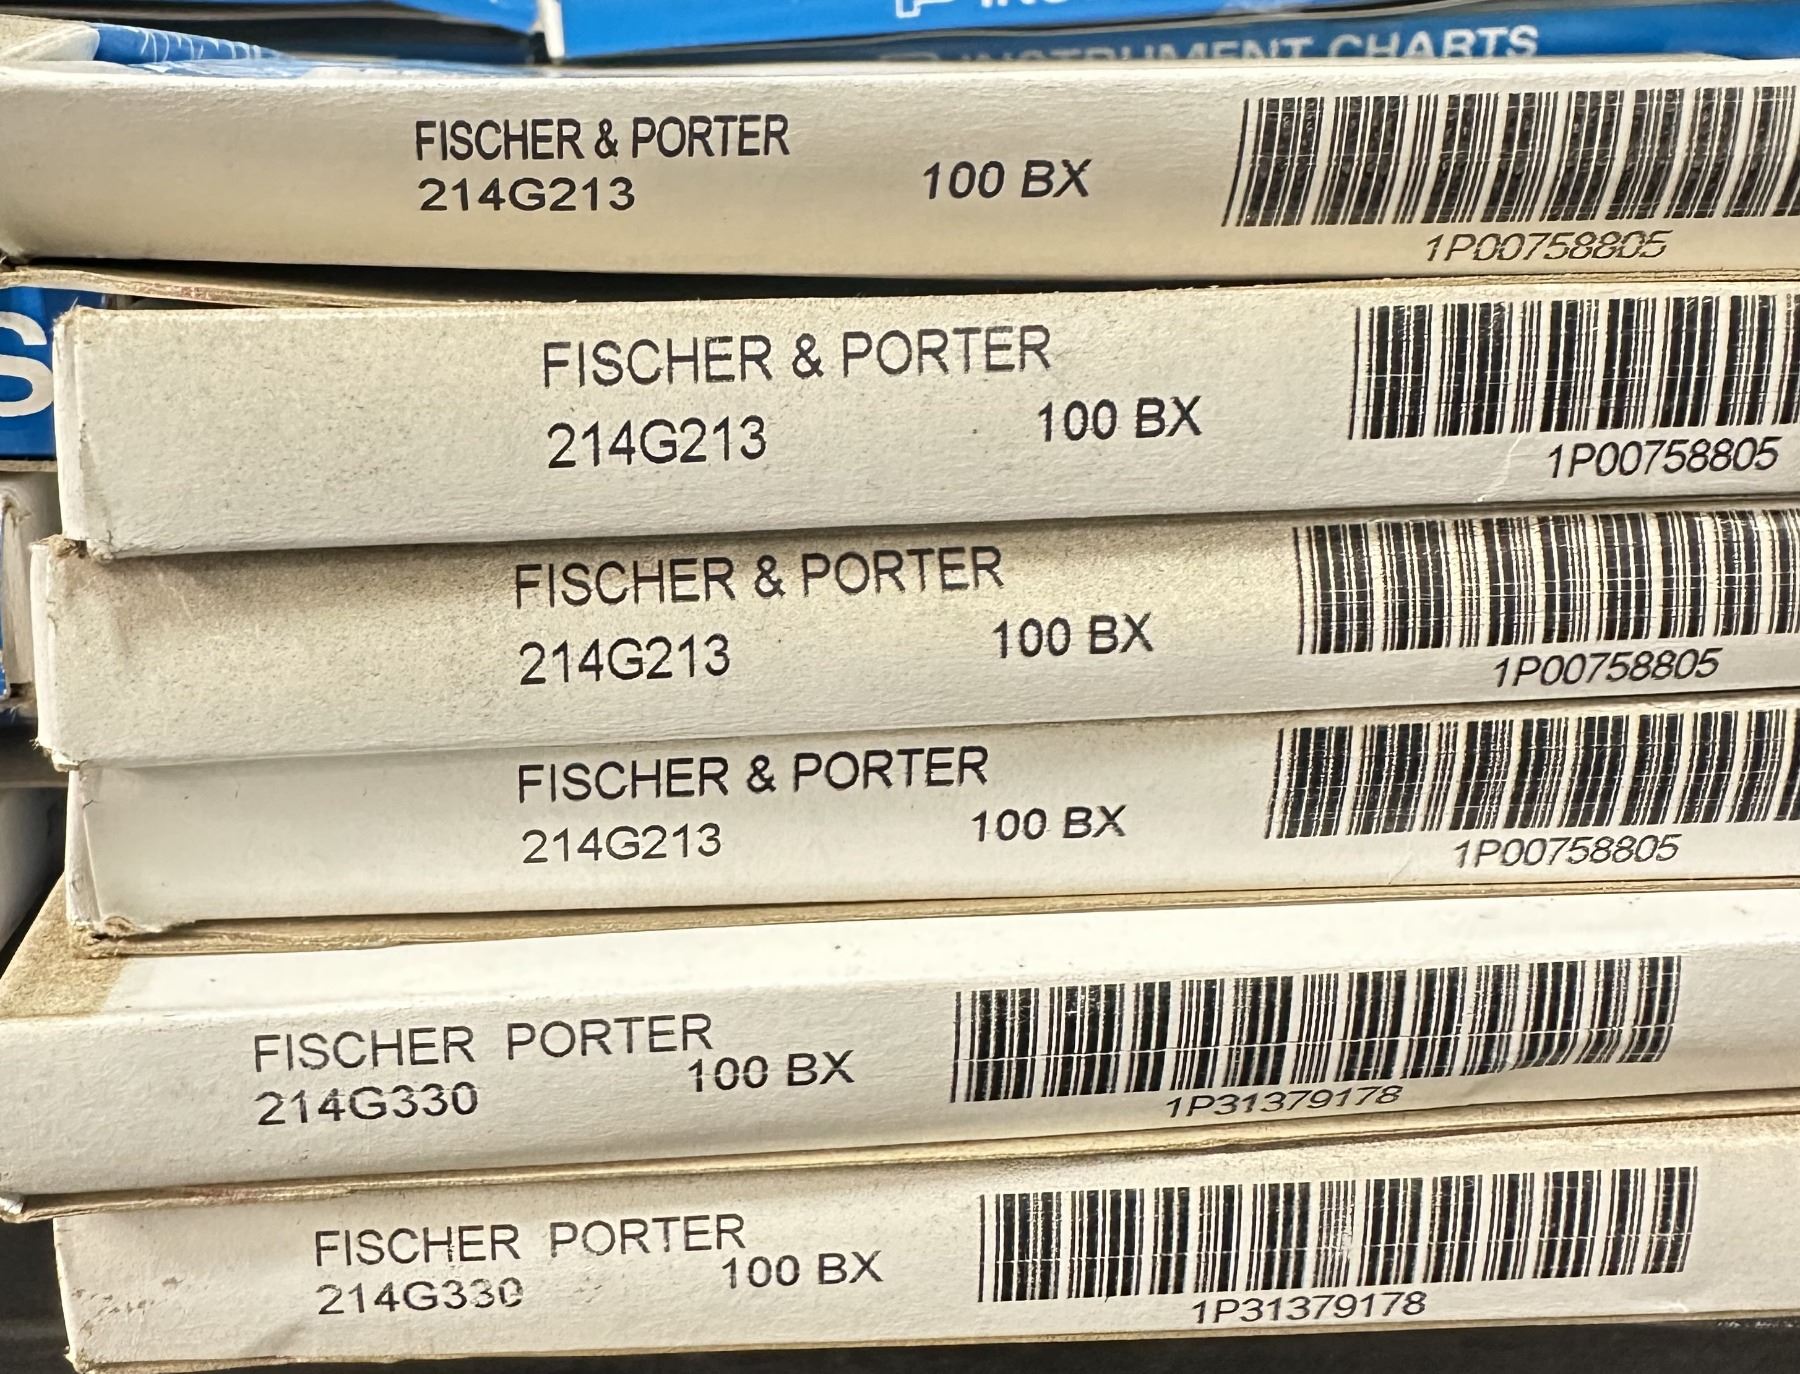 INSTRUMENT CHARTS
FISCHER & PORTER
214G213
100 BX
1P00758805
S
FISCHER & PORTER
214G213
100 BX
1P00758805
FISCHER & PORTER
214G213
100 BX
1P00758805
FISCHER & PORTER
214G213
100 BX
1P00758805
FISCHER PORTER
100 BX
214G330
1P31379178
FISCHER PORTER
100 BX
214G330
1P31379178